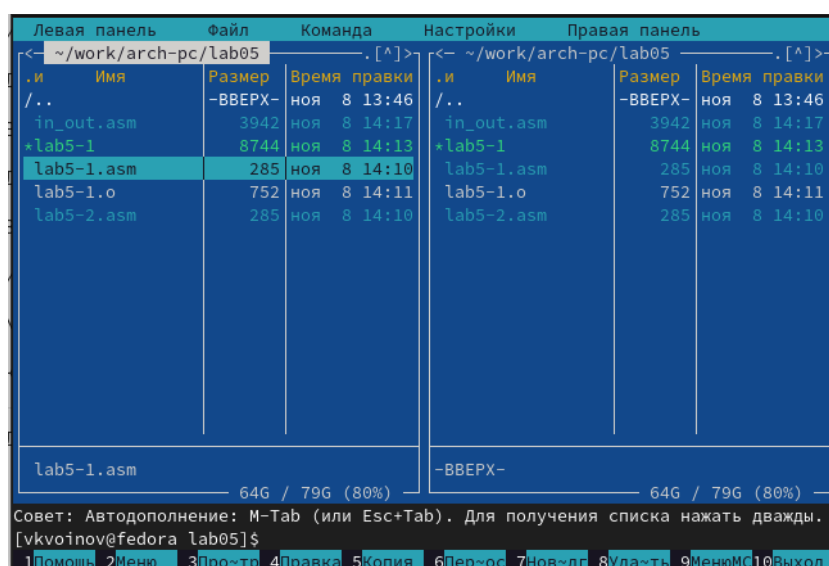 Левая панель Файл Команда Настройки Правая панель
<— ~/work/arch-pc/lab05 .[^]> <— ~/work/arch-pc/lab05 .[^]>
.и Имя Размер Время правки .и Имя Размер Время правки
/.. -ВВЕРХ- ноя 8 13:46 /.. -ВВЕРХ- ноя 8 13:46
in_out.asm 3942 ноя 8 14:17 in_out.asm 3942 ноя 8 14:17
*lab5-1 8744 ноя 8 14:13 *lab5-1 8744 ноя 8 14:13
lab5-1.asm 285 ноя 8 14:10 lab5-1.asm 285 ноя 8 14:10
lab5-1.o 752 ноя 8 14:11 lab5-1.o 752 ноя 8 14:11
lab5-2.asm 285 ноя 8 14:10 lab5-2.asm 285 ноя 8 14:10
lab5-1.asm -ВВЕРХ-
64G / 79G (80%) 64G / 79G (80%)
Совет: Автодополнение: M-Tab (или Esc+Tab). Для получения списка нажать дважды.
[vkvoinov@fedora lab05]$
1Помощь 2Меню 3Про~тр 4Правка 5Копия 6Пер~ос 7Нов~лг 8Уда~ть 9МенюMC 10Выход